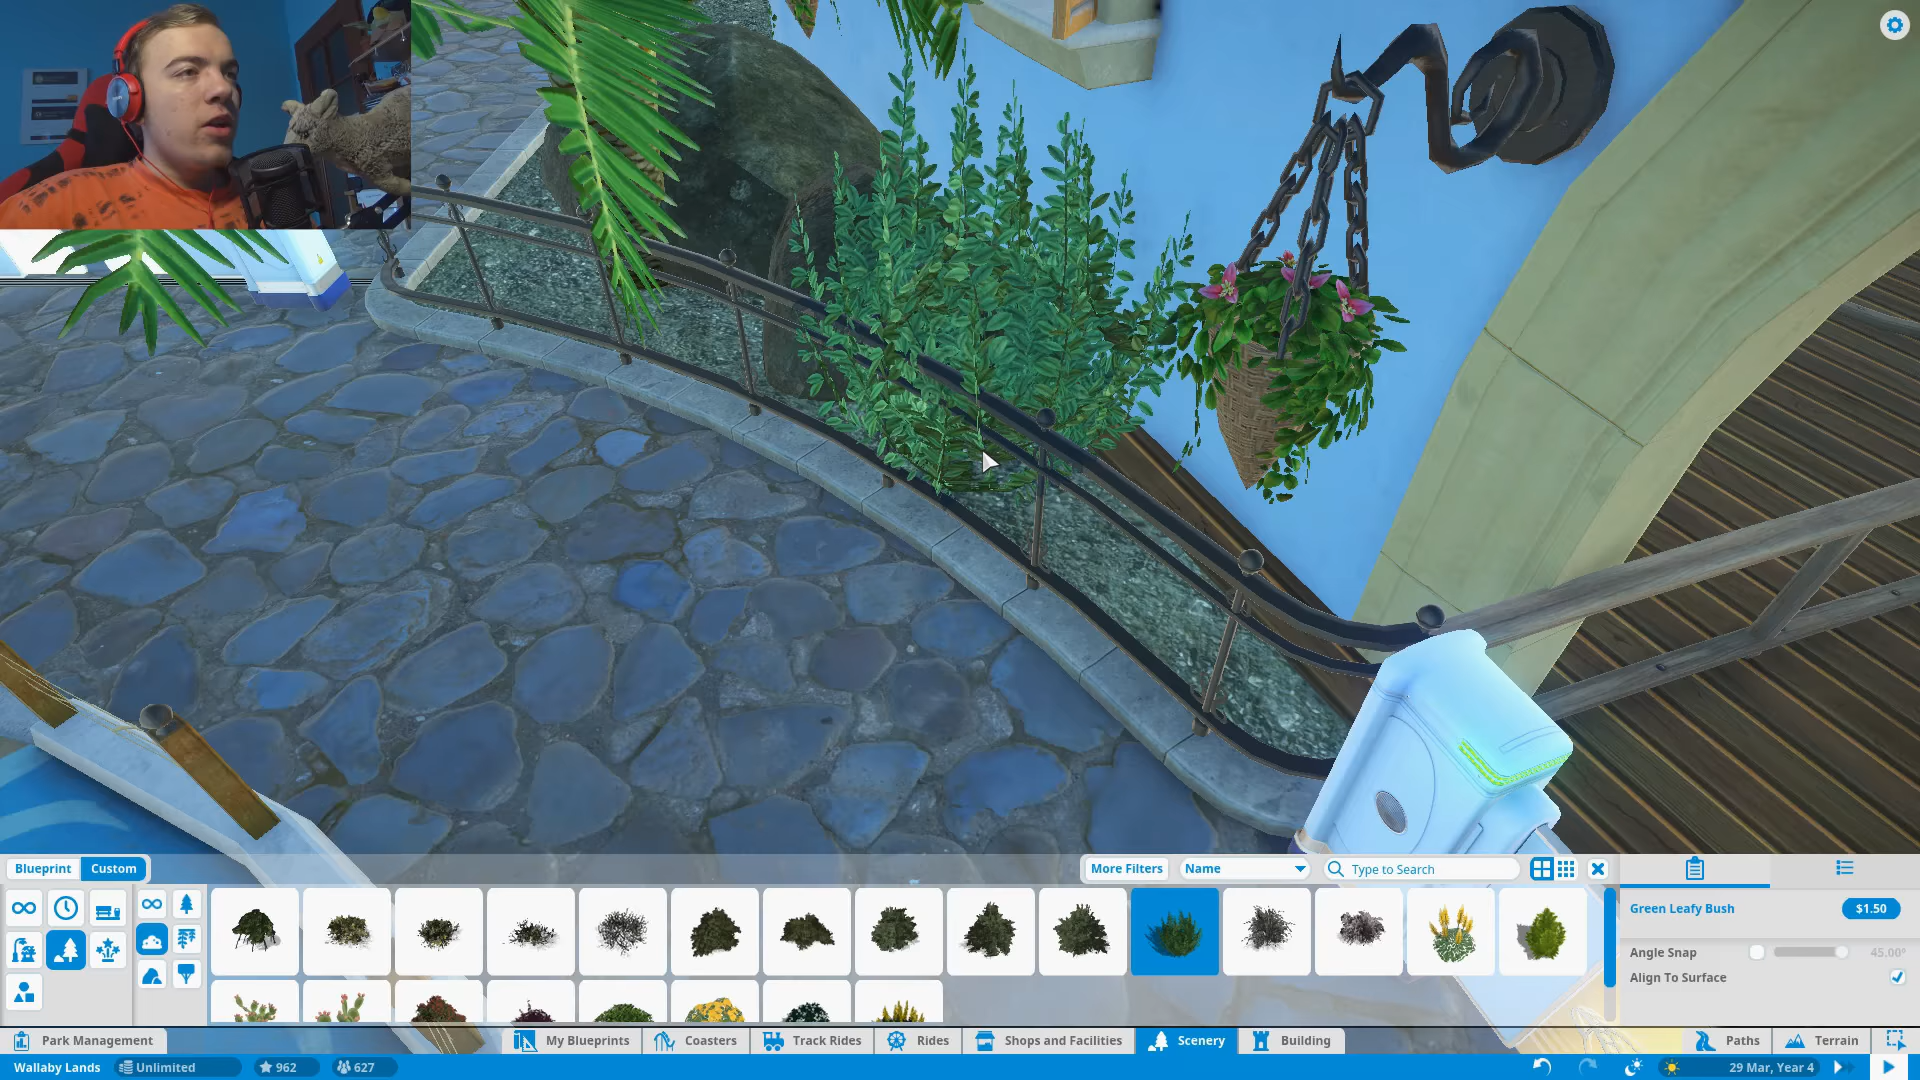 Blueprint Custom
More Filters Name Type to Search
Green Leafy Bush $1.50
Angle Snap 45.00°
Align To Surface
Park Management My Blueprints Coasters Track Rides Rides Shops and Facilities Scenery Building Paths Terrain
Wallaby Lands Unlimited 962 627 29 Mar, Year 4